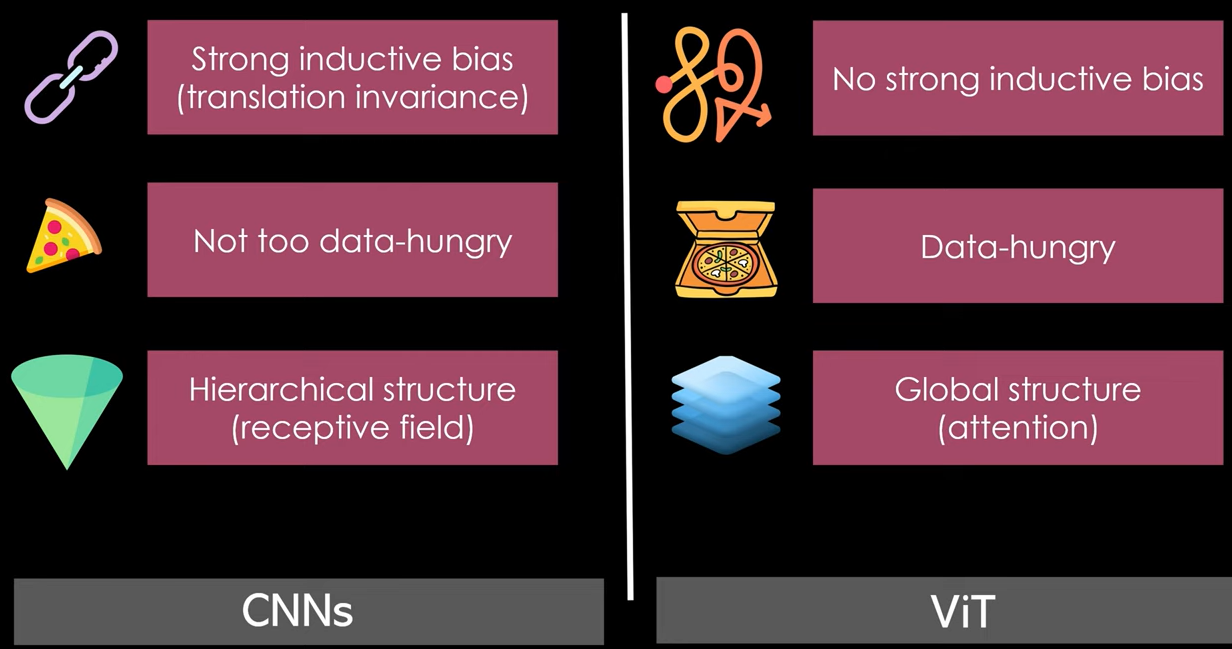 Strong inductive bias
(translation invariance)
Not too data-hungry
Hierarchical structure
(receptive field)
CNNs
No strong inductive bias
Data-hungry
Global structure
(attention)
ViT